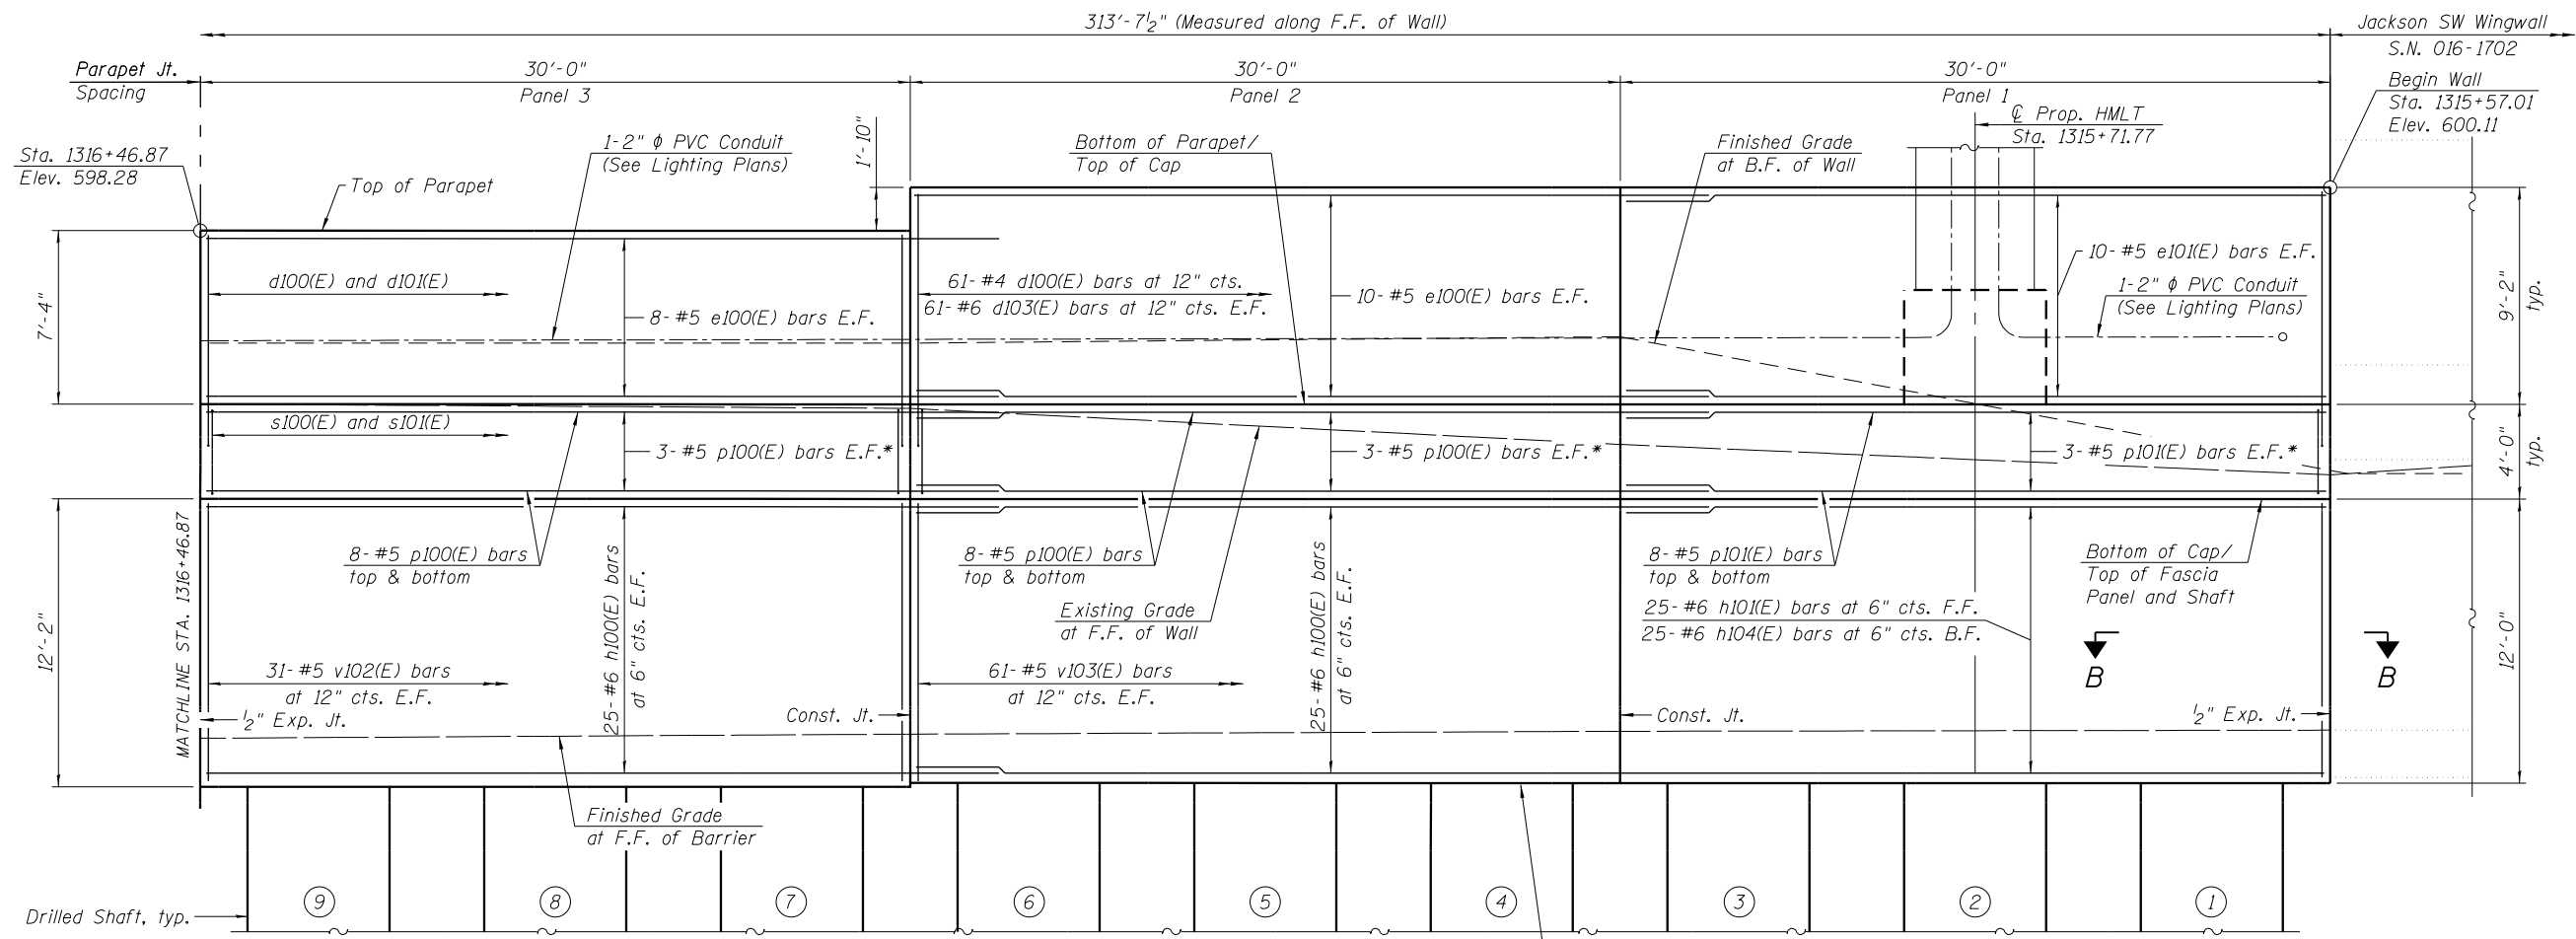 313'-7½" (Measured along F.F. of Wall)
Jackson SW Wingwall
S.N. 016-1702
Parapet Jt.
Spacing
30'-0"
Panel 3
30'-0"
Panel 2
30'-0"
Panel 1
Begin Wall
Sta. 1315+57.01
Elev. 600.11
℄ Prop. HMLT
Sta. 1315+71.77
Sta. 1316+46.87
Elev. 598.28
Top of Parapet
1-2" ϕ PVC Conduit
(See Lighting Plans)
1'-10"
Bottom of Parapet/
Top of Cap
Finished Grade
at B.F. of Wall
7'-4"
d100(E) and d101(E)
8-#5 e100(E) bars E.F.
61-#4 d100(E) bars at 12" cts.
61-#6 d103(E) bars at 12" cts. E.F.
10-#5 e100(E) bars E.F.
10-#5 e101(E) bars E.F.
1-2" ϕ PVC Conduit
(See Lighting Plans)
9'-2"
typ.
s100(E) and s101(E)
3-#5 p100(E) bars E.F.*
3-#5 p100(E) bars E.F.*
3-#5 p101(E) bars E.F.*
4'-0"
typ.
MATCHLINE STA. 1316+46.87
12'-2"
8-#5 p100(E) bars
top & bottom
25-#6 h100(E) bars
at 6" cts. E.F.
8-#5 p100(E) bars
top & bottom
Existing Grade
at F.F. of Wall
25-#6 h100(E) bars
at 6" cts. E.F.
8-#5 p101(E) bars
top & bottom
25-#6 h101(E) bars at 6" cts. F.F.
25-#6 h104(E) bars at 6" cts. B.F.
Bottom of Cap/
Top of Fascia
Panel and Shaft
12'-0"
31-#5 v102(E) bars
at 12" cts. E.F.
61-#5 v103(E) bars
at 12" cts. E.F.
B
B
½" Exp. Jt.
Const. Jt.
Const. Jt.
½" Exp. Jt.
Finished Grade
at F.F. of Barrier
Drilled Shaft, typ.
9
8
7
6
5
4
3
2
1